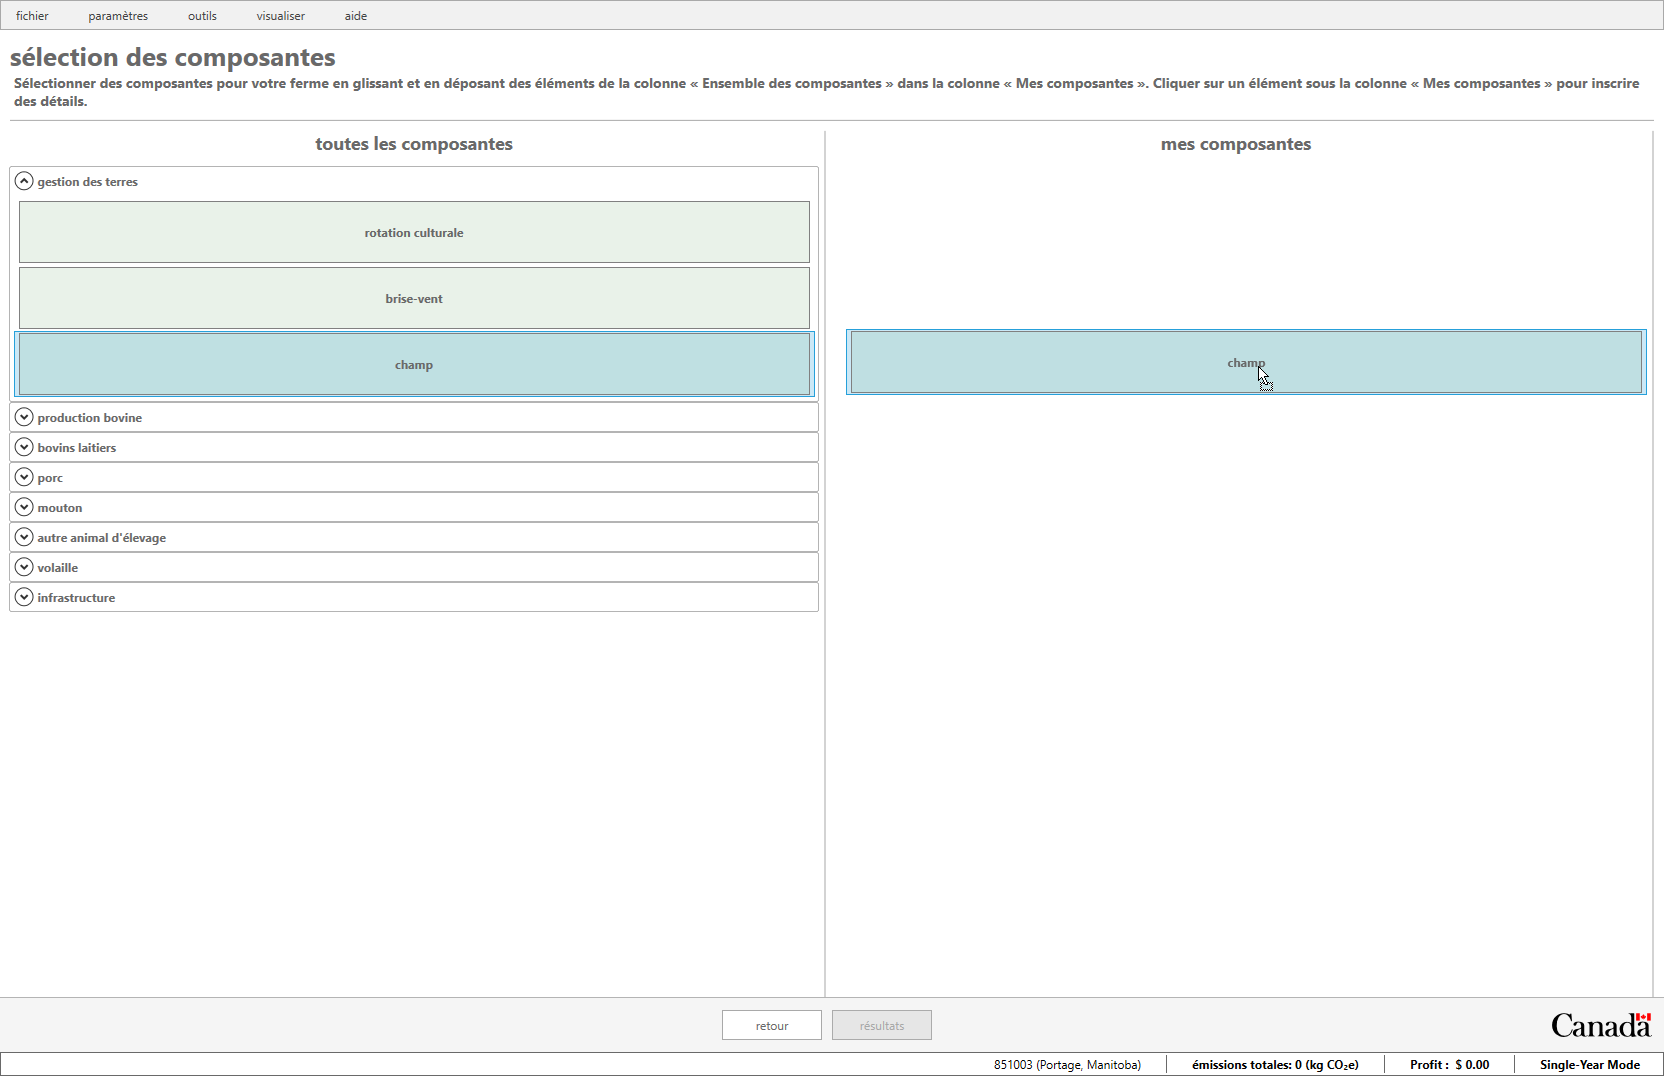 fichier paramètres outils visualiser aide
sélection des composantes
Sélectionner des composantes pour votre ferme en glissant et en déposant des éléments de la colonne « Ensemble des composantes » dans la colonne « Mes composantes ». Cliquer sur un élément sous la colonne « Mes composantes » pour inscrire
des détails.
toutes les composantes
gestion des terres
rotation culturale
brise-vent
champ
production bovine
bovins laitiers
porc
mouton
autre animal d'élevage
volaille
infrastructure
mes composantes
champ
retour résultats
Canada
851003 (Portage, Manitoba) émissions totales: 0 (kg CO₂e) Profit : $ 0.00 Single-Year Mode